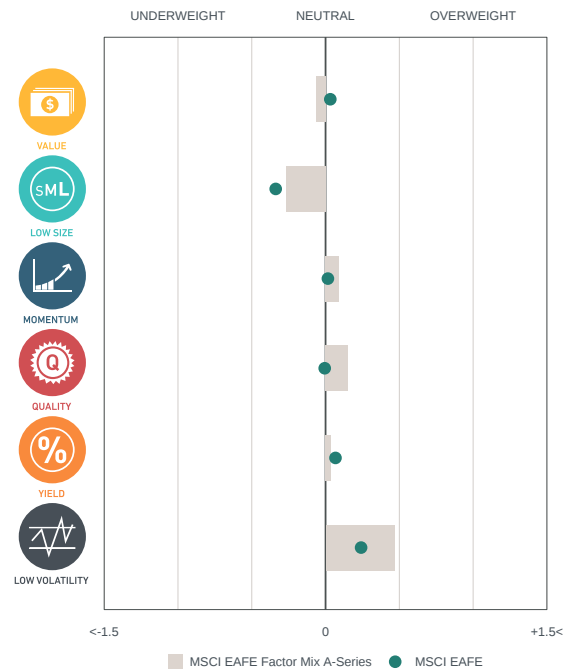 UNDERWEIGHT NEUTRAL OVERWEIGHT
$
VALUE
SML
LOW SIZE
MOMENTUM
Q
QUALITY
%
YIELD
LOW VOLATILITY
<-1.5 0 +1.5<
MSCI EAFE Factor Mix A-Series MSCI EAFE